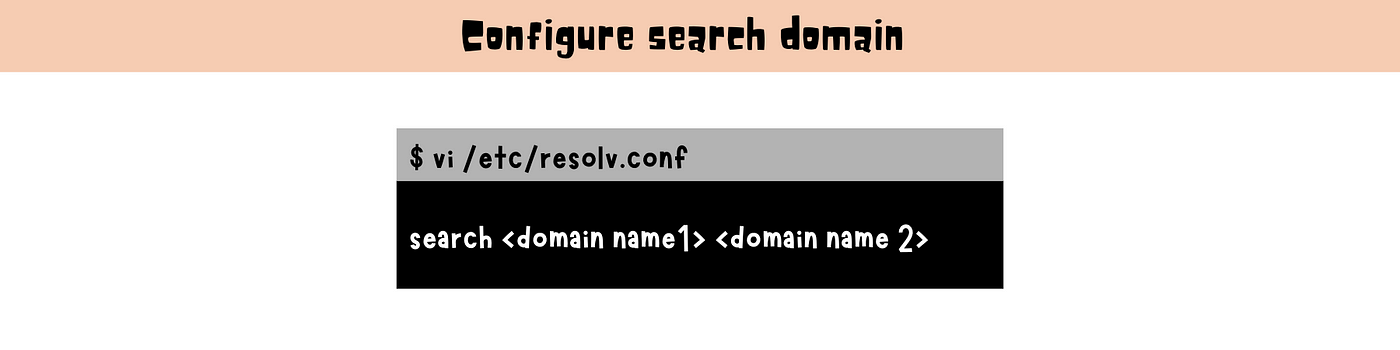 Configure search domain
$ vi /etc/resolv.conf
search <domain name1> <domain name 2>